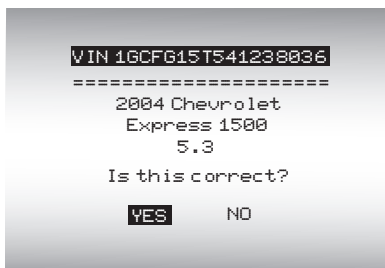 VIN 1GCFG15T541238036
=====================
2004 Chevrolet
Express 1500
5.3
Is this correct?
YES NO